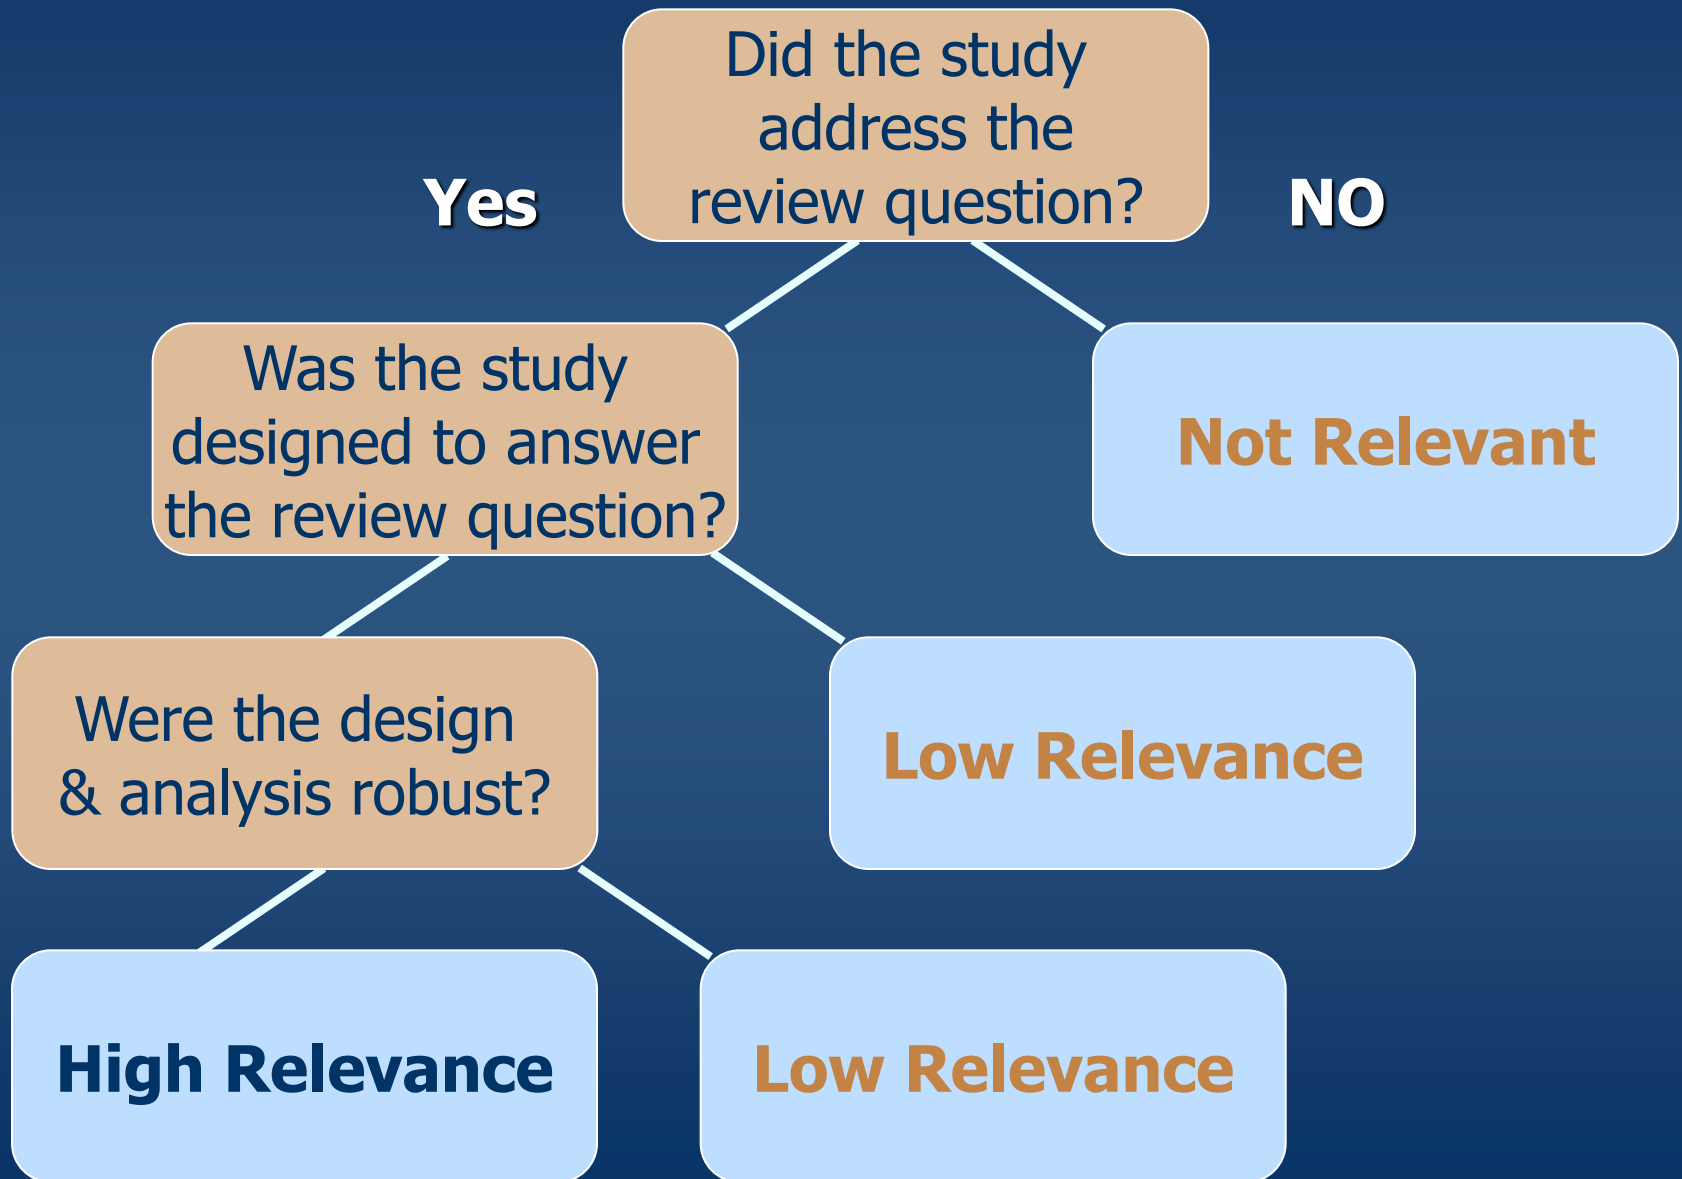 Did the study
address the
review question?
Yes
NO
Was the study
designed to answer
the review question?
Not Relevant
Were the design
& analysis robust?
Low Relevance
High Relevance
Low Relevance